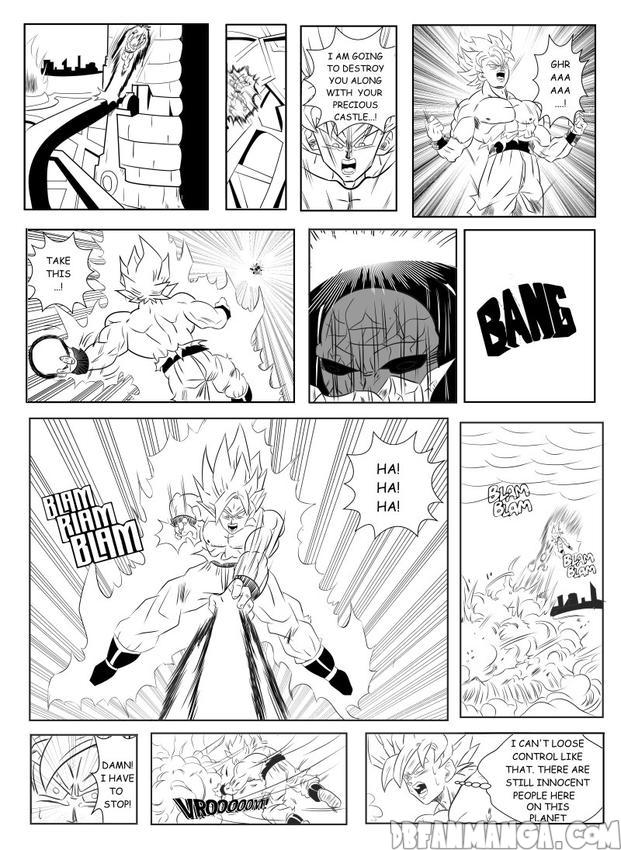 I AM GOING
TO DESTROY
YOU ALONG
WITH YOUR
PRECIOUS
CASTLE...!
GHR
AAA
AAA
....!
TAKE
THIS
...!
BANG
BLAM
RIAM
BLAM
HA!
HA!
HA!
BLAM
BLAM
BLAM
BLAM
DAMN!
I HAVE
TO
STOP!
VROOOOOM!
I CAN'T LOOSE
CONTROL LIKE
THAT. THERE ARE
STILL INNOCENT
PEOPLE HERE
ON THIS
PLANET
DBFANMANGA.COM